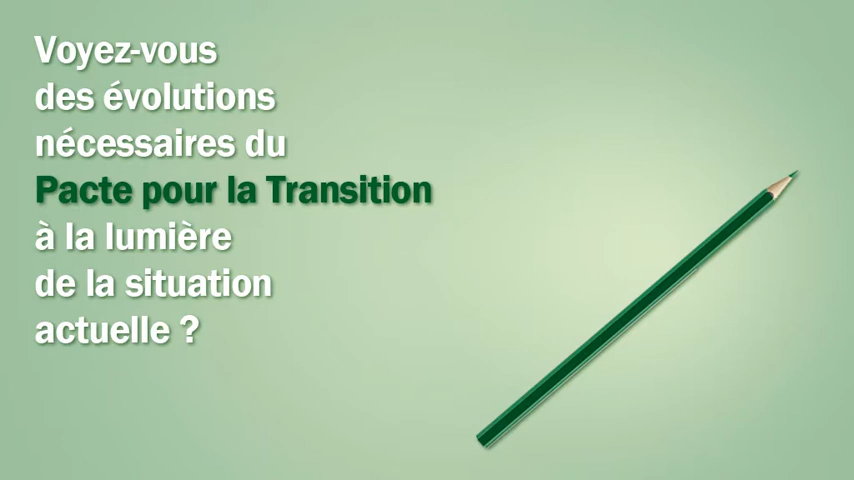 Voyez-vous
des évolutions
nécessaires du
Pacte pour la Transition
à la lumière
de la situation
actuelle ?